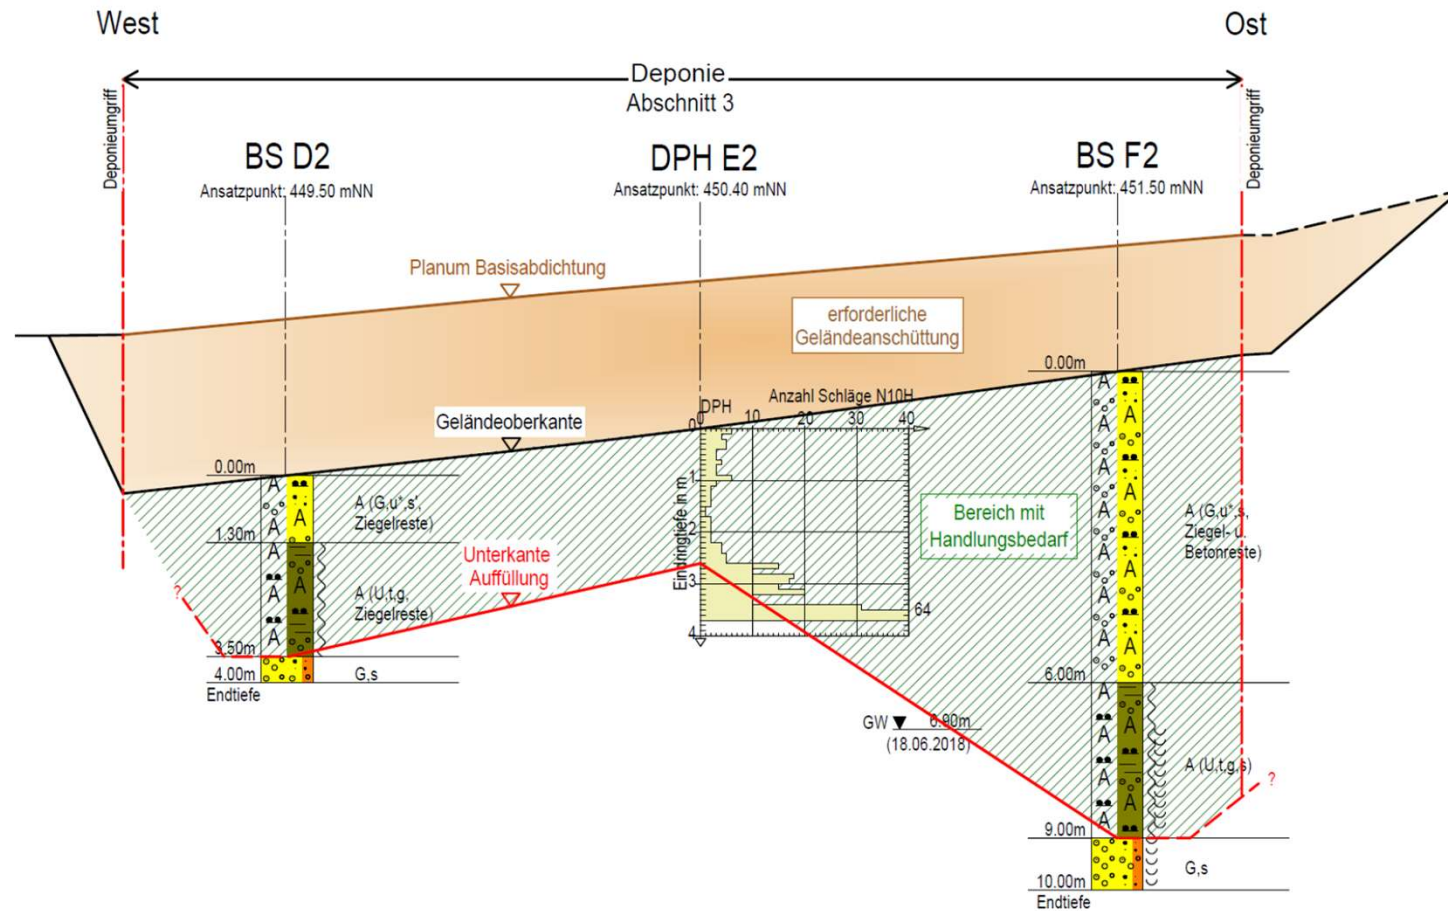 West
Ost
Deponie
Abschnitt 3
Deponieumgriff
Deponieumgriff
BS D2
Ansatzpunkt: 449.50 mNN
DPH E2
Ansatzpunkt: 450.40 mNN
BS F2
Ansatzpunkt: 451.50 mNN
Planum Basisabdichtung
erforderliche
Geländeanschüttung
Geländeoberkante
0.00m
A
A
A (G,u*,s',
Ziegelreste)
1.30m
A (U,t,g,
Ziegelreste)
3.50m
4.00m
G,s
Endtiefe
?
Unterkante
Auffüllung
DPH
Anzahl Schläge N10H
0 10 20 30 40
Eindringtiefe in m
0
1
2
3
4
64
Bereich mit
Handlungsbedarf
GW 6.90m
(18.06.2018)
0.00m
A
A
A (G,u*,s,
Ziegel- u.
Betonreste)
6.00m
A (U,t,g,s)
?
9.00m
G,s
10.00m
Endtiefe